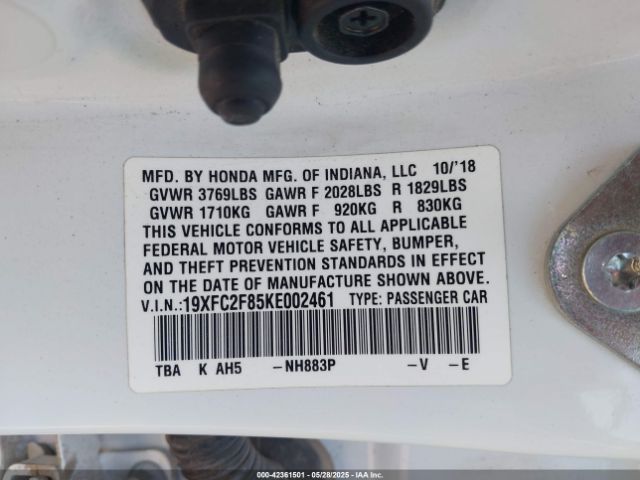 MFD. BY HONDA MFG. OF INDIANA, LLC 10/'18
GVWR 3769LBS GAWR F 2028LBS R 1829LBS
GVWR 1710KG GAWR F 920KG R 830KG
THIS VEHICLE CONFORMS TO ALL APPLICABLE
FEDERAL MOTOR VEHICLE SAFETY, BUMPER,
AND THEFT PREVENTION STANDARDS IN EFFECT
ON THE DATE OF MANUFACTURE SHOWN ABOVE.
V.I.N.:19XFC2F85KE002461 TYPE: PASSENGER CAR
TBA K AH5 -NH883P -V -E
000-42361501 - 05/28/2025 - IAA Inc.